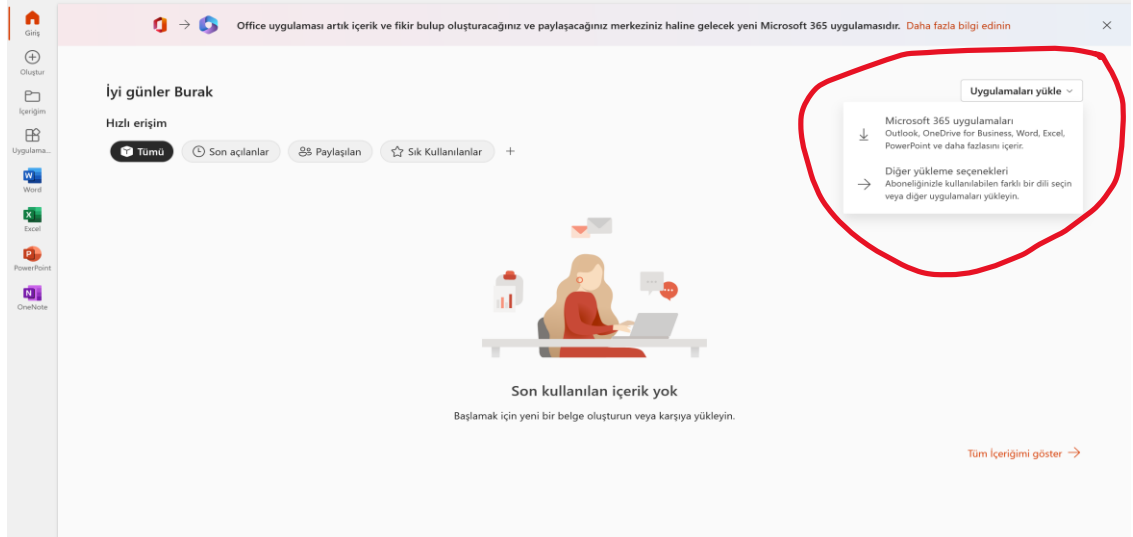 Giriş
Oluştur
İçeriğim
Uygulama...
Word
Excel
PowerPoint
OneNote
Office uygulaması artık içerik ve fikir bulup oluşturacağınız ve paylaşacağınız merkeziniz haline gelecek yeni Microsoft 365 uygulamasıdır. Daha fazla bilgi edinin
İyi günler Burak
Uygulamaları yükle
Microsoft 365 uygulamaları
Outlook, OneDrive for Business, Word, Excel,
PowerPoint ve daha fazlasını içerir.
Diğer yükleme seçenekleri
Aboneliğinizle kullanılabilen farklı bir dili seçin
veya diğer uygulamaları yükleyin.
Hızlı erişim
Tümü Son açılanlar Paylaşılan Sık Kullanılanlar +
Son kullanılan içerik yok
Başlamak için yeni bir belge oluşturun veya karşıya yükleyin.
Tüm İçeriğimi göster